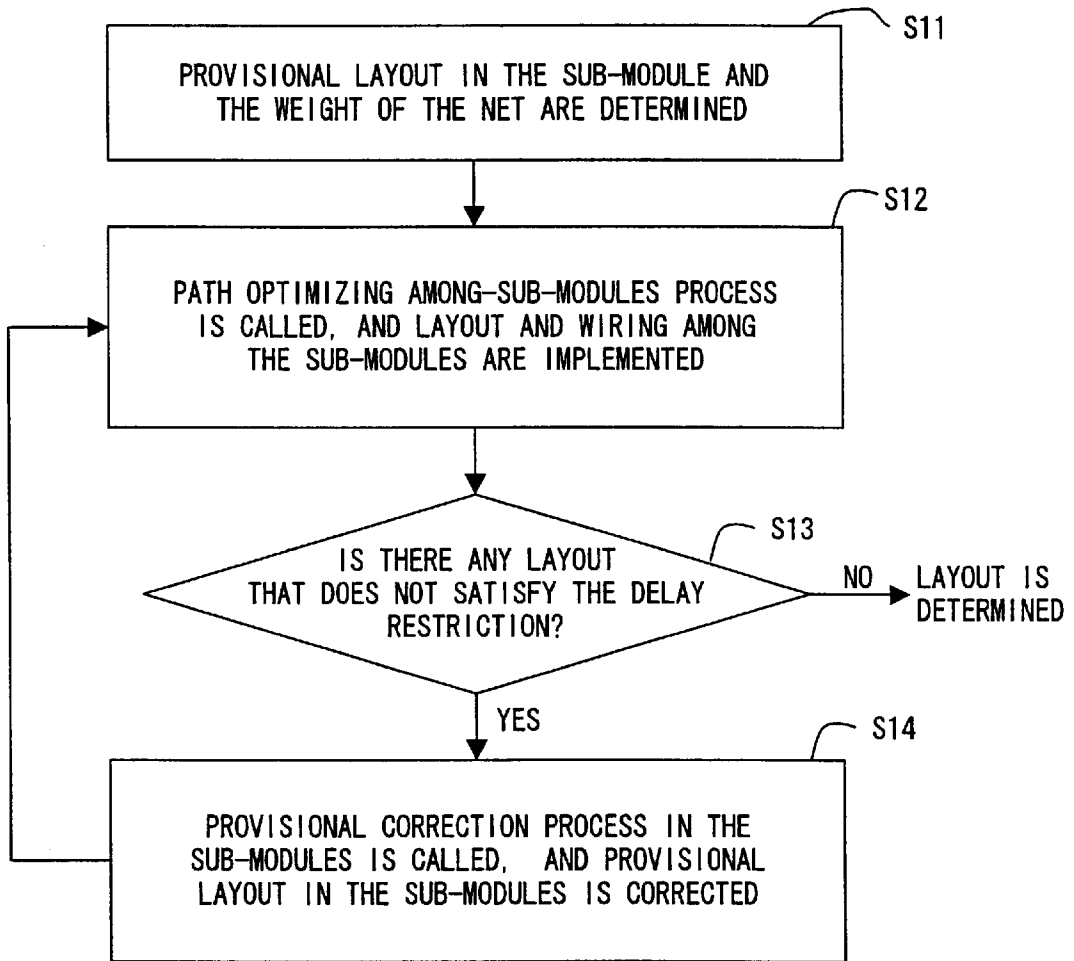 S11
PROVISIONAL LAYOUT IN THE SUB-MODULE AND
THE WEIGHT OF THE NET ARE DETERMINED
S12
PATH OPTIMIZING AMONG-SUB-MODULES PROCESS
IS CALLED, AND LAYOUT AND WIRING AMONG
THE SUB-MODULES ARE IMPLEMENTED
S13
IS THERE ANY LAYOUT
THAT DOES NOT SATISFY THE DELAY
RESTRICTION?
NO
LAYOUT IS
DETERMINED
YES
S14
PROVISIONAL CORRECTION PROCESS IN THE
SUB-MODULES IS CALLED, AND PROVISIONAL
LAYOUT IN THE SUB-MODULES IS CORRECTED